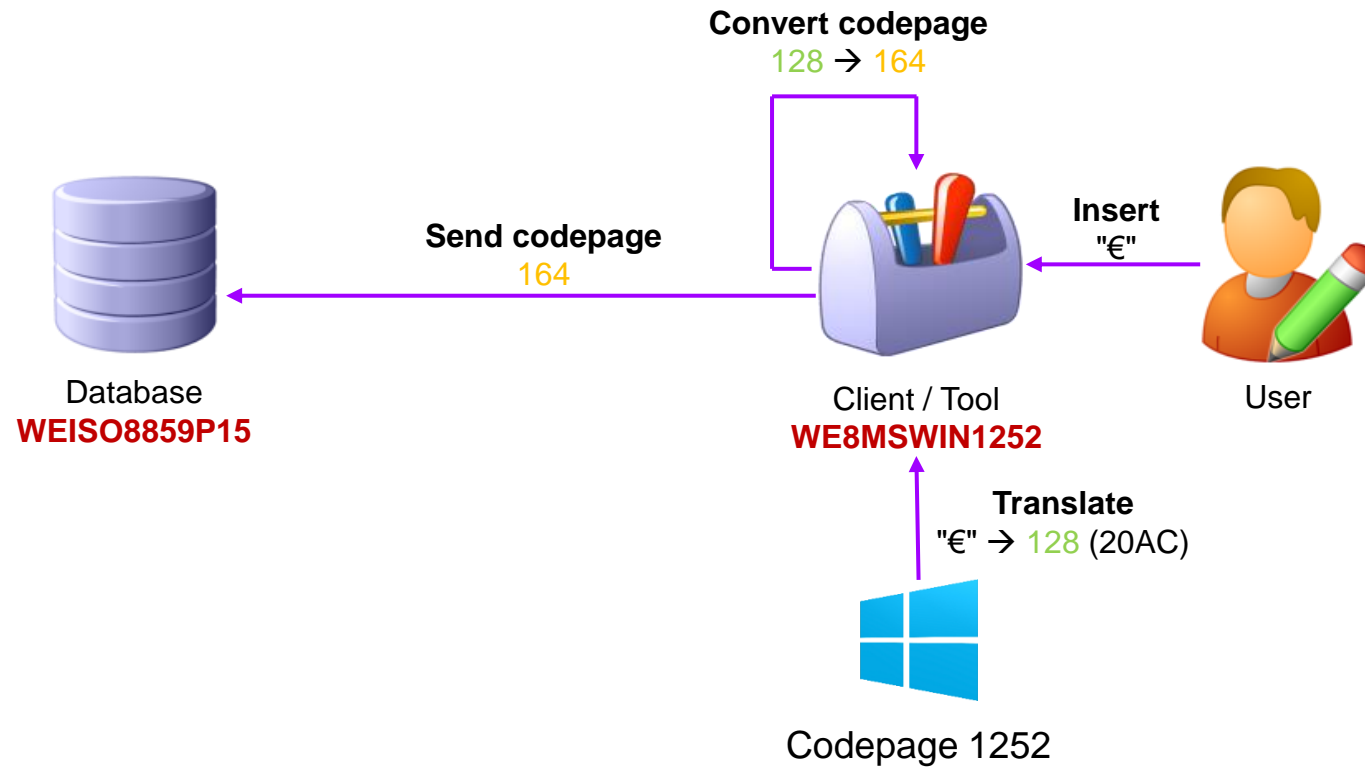 Convert codepage
128 → 164
Insert
"€"
Send codepage
164
Database
WEISO8859P15
Client / Tool
WE8MSWIN1252
User
Translate
"€" → 128 (20AC)
Codepage 1252